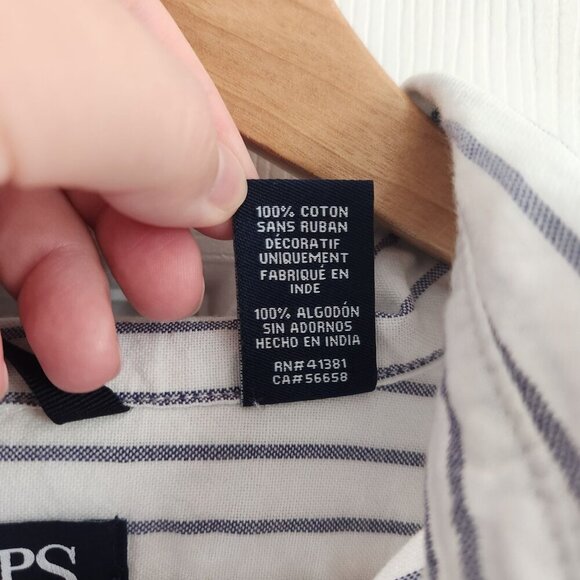 100% COTON
SANS RUBAN
DÉCORATIF
UNIQUEMENT
FABRIQUÉ EN
INDE
100% ALGODÓN
SIN ADORNOS
HECHO EN INDIA
RN#41381
CA#56658
PS